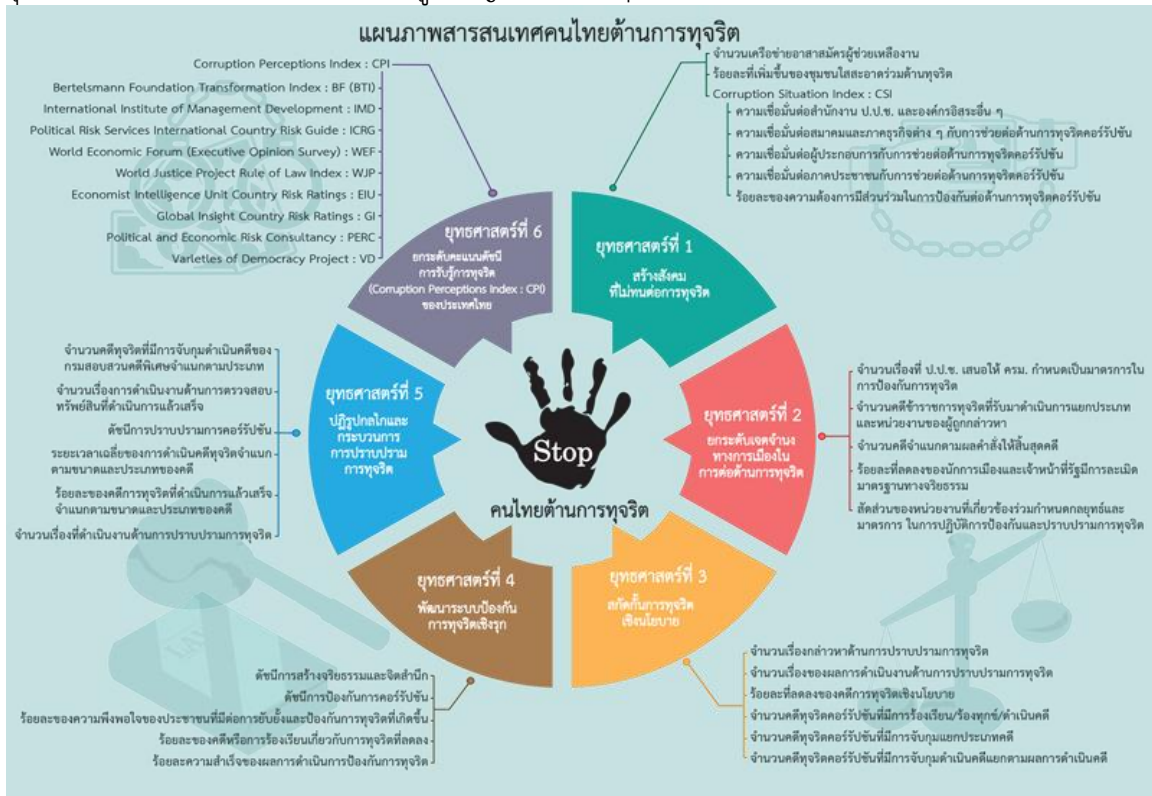 แผนภาพสารสนเทศคนไทยต้านการทุจริต
Corruption Perceptions Index : CPI
Bertelsmann Foundation Transformation Index : BF (BTI)
International Institute of Management Development : IMD
Political Risk Services International Country Risk Guide : ICRG
World Economic Forum (Executive Opinion Survey) : WEF
World Justice Project Rule of Law Index : WJP
Economist Intelligence Unit Country Risk Ratings : EIU
Global Insight Country Risk Ratings : GI
Political and Economic Risk Consultancy : PERC
Varletles of Democracy Project : VD
จำนวนเครือข่ายอาสาสมัครผู้ช่วยเหลืองาน
ร้อยละที่เพิ่มขึ้นของชุมชนใสสะอาดร่วมต้านทุจริต
Corruption Situation Index : CSI
ความเชื่อมั่นต่อสำนักงาน ป.ป.ช. และองค์กรอิสระอื่น ๆ
ความเชื่อมั่นต่อสมาคมและภาคธุรกิจต่าง ๆ กับการช่วยต่อต้านการทุจริตคอร์รัปชัน
ความเชื่อมั่นต่อผู้ประกอบการกับการช่วยต่อต้านการทุจริตคอร์รัปชัน
ความเชื่อมั่นต่อภาคประชาชนกับการช่วยต่อต้านการทุจริตคอร์รัปชัน
ร้อยละของความต้องการมีส่วนร่วมในการป้องกันต่อต้านการทุจริตคอร์รัปชัน
ยุทธศาสตร์ที่ 6
ยกระดับคะแนนดัชนี
การรับรู้การทุจริต
(Corruption Perceptions Index : CPI)
ของประเทศไทย
ยุทธศาสตร์ที่ 1
สร้างสังคม
ที่ไม่ทนต่อการทุจริต
จำนวนคดีทุจริตที่มีการจับกุมดำเนินคดีของ
กรมสอบสวนคดีพิเศษจำแนกตามประเภท
จำนวนเรื่องการดำเนินงานด้านการตรวจสอบ
ทรัพย์สินที่ดำเนินการแล้วเสร็จ
ดัชนีการปราบปรามการคอร์รัปชัน
ระยะเวลาเฉลี่ยของการดำเนินคดีทุจริตจำแนก
ตามขนาดและประเภทของคดี
ร้อยละของคดีการทุจริตที่ดำเนินการแล้วเสร็จ
จำแนกตามขนาดและประเภทของคดี
จำนวนเรื่องที่ดำเนินงานด้านการปราบปรามการทุจริต
ยุทธศาสตร์ที่ 5
ปฏิรูปกลไกและ
กระบวนการ
การปราบปราม
การทุจริต
Stop
คนไทยต้านการทุจริต
ยุทธศาสตร์ที่ 2
ยกระดับเจตจำนง
ทางการเมืองใน
การต่อต้านการทุจริต
จำนวนเรื่องที่ ป.ป.ช. เสนอให้ ครม. กำหนดเป็นมาตรการใน
การป้องกันการทุจริต
จำนวนคดีข้าราชการทุจริตที่รับมาดำเนินการแยกประเภท
และหน่วยงานของผู้ถูกกล่าวหา
จำนวนคดีจำแนกตามผลคำสั่งให้สิ้นสุดคดี
ร้อยละที่ลดลงของนักการเมืองและเจ้าหน้าที่รัฐมีการละเมิด
มาตรฐานทางจริยธรรม
สัดส่วนของหน่วยงานที่เกี่ยวข้องร่วมกำหนดกลยุทธ์และ
มาตรการ ในการปฏิบัติการป้องกันและปราบปรามการทุจริต
ยุทธศาสตร์ที่ 4
พัฒนาระบบป้องกัน
การทุจริตเชิงรุก
ยุทธศาสตร์ที่ 3
สกัดกั้นการทุจริต
เชิงนโยบาย
ดัชนีการสร้างจริยธรรมและจิตสำนึก
ดัชนีการป้องกันการคอร์รัปชัน
ร้อยละของความพึงพอใจของประชาชนที่มีต่อการยับยั้งและป้องกันการทุจริตที่เกิดขึ้น
ร้อยละของคดีหรือการร้องเรียนเกี่ยวกับการทุจริตที่ลดลง
ร้อยละความสำเร็จของผลการดำเนินการป้องกันการทุจริต
จำนวนเรื่องกล่าวหาด้านการปราบปรามการทุจริต
จำนวนเรื่องของผลการดำเนินงานด้านการปราบปรามการทุจริต
ร้อยละที่ลดลงของคดีการทุจริตเชิงนโยบาย
จำนวนคดีทุจริตคอร์รัปชันที่มีการร้องเรียน/ร้องทุกข์/ดำเนินคดี
จำนวนคดีทุจริตคอร์รัปชันที่มีการจับกุมแยกประเภทคดี
จำนวนคดีทุจริตคอร์รัปชันที่มีการจับกุมดำเนินคดีแยกตามผลการดำเนินคดี